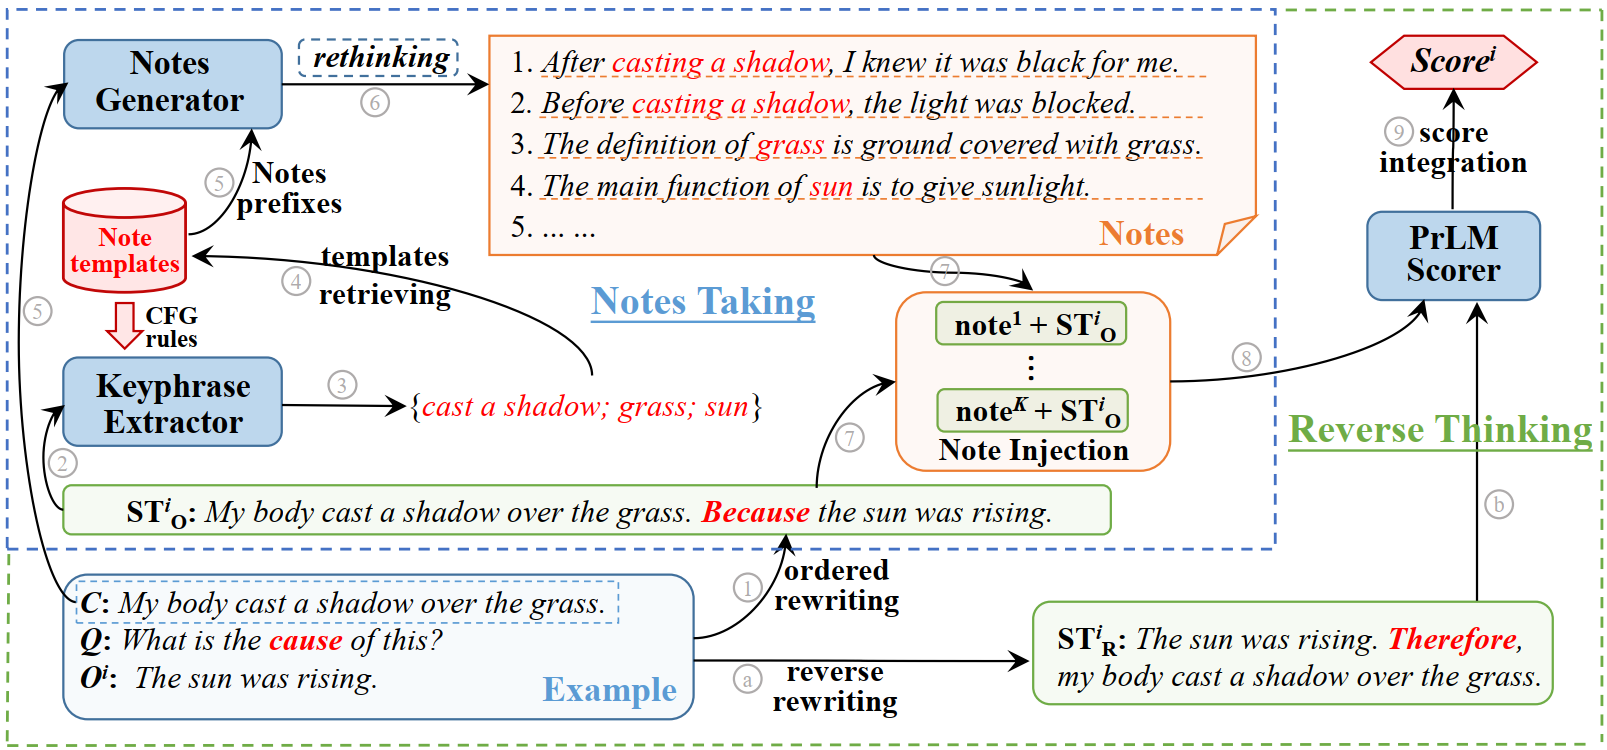 Notes
Generator
rethinking
6
1. After casting a shadow, I knew it was black for me.
2. Before casting a shadow, the light was blocked.
3. The definition of grass is ground covered with grass.
4. The main function of sun is to give sunlight.
5. ... ...
Notes
Score^i
9 score
integration
5
Notes
prefixes
Note
templates
4
templates
retrieving
5
CFG
rules
Notes Taking
7
note^1 + ST^i_O
⋮
note^K + ST^i_O
Note Injection
8
PrLM
Scorer
Keyphrase
Extractor
3
{cast a shadow; grass; sun}
7
2
Reverse Thinking
ST^i_O: My body cast a shadow over the grass. Because the sun was rising.
b
C: My body cast a shadow over the grass.
Q: What is the cause of this?
O^i: The sun was rising.
Example
1
ordered
rewriting
a
reverse
rewriting
ST^i_R: The sun was rising. Therefore,
my body cast a shadow over the grass.